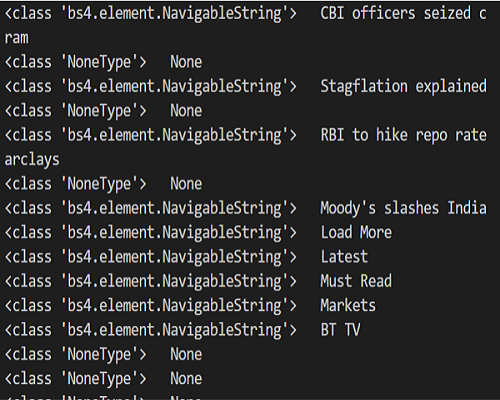 <class 'bs4.element.NavigableString'>   CBI officers seized c
ram
<class 'NoneType'>   None
<class 'bs4.element.NavigableString'>   Stagflation explained
<class 'NoneType'>   None
<class 'bs4.element.NavigableString'>   RBI to hike repo rate
arclays
<class 'NoneType'>   None
<class 'bs4.element.NavigableString'>   Moody's slashes India
<class 'bs4.element.NavigableString'>   Load More
<class 'bs4.element.NavigableString'>   Latest
<class 'bs4.element.NavigableString'>   Must Read
<class 'bs4.element.NavigableString'>   Markets
<class 'bs4.element.NavigableString'>   BT TV
<class 'NoneType'>   None
<class 'NoneType'>   None
<class 'NoneType'>   None